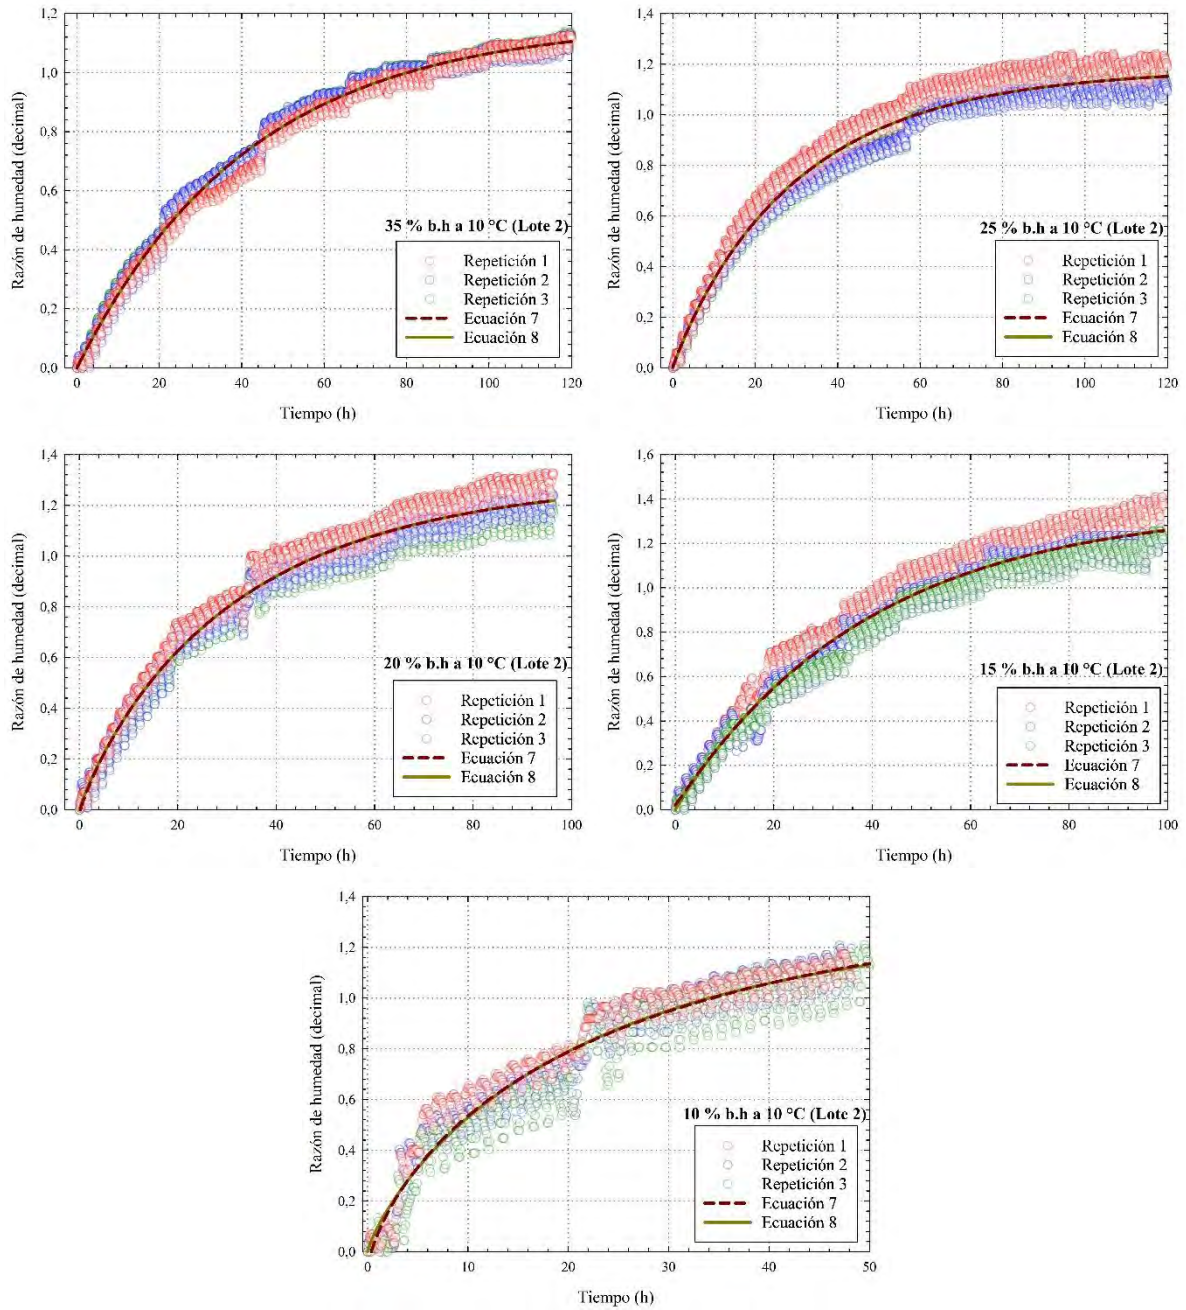 1,2
1,0
0,8
0,6
0,4
0,2
0,0
Razón de humedad (decimal)
35 % b.h a 10 °C (Lote 2)
Repetición 1
Repetición 2
Repetición 3
Ecuación 7
Ecuación 8
0 20 40 60 80 100 120
Tiempo (h)
1,4
1,2
1,0
0,8
0,6
0,4
0,2
0,0
Razón de humedad (decimal)
25 % b.h a 10 °C (Lote 2)
Repetición 1
Repetición 2
Repetición 3
Ecuación 7
Ecuación 8
0 20 40 60 80 100 120
Tiempo (h)
1,4
1,2
1,0
0,8
0,6
0,4
0,2
0,0
Razón de humedad (decimal)
20 % b.h a 10 °C (Lote 2)
Repetición 1
Repetición 2
Repetición 3
Ecuación 7
Ecuación 8
0 20 40 60 80 100
Tiempo (h)
1,6
1,4
1,2
1,0
0,8
0,6
0,4
0,2
0,0
Razón de humedad (decimal)
15 % b.h a 10 °C (Lote 2)
Repetición 1
Repetición 2
Repetición 3
Ecuación 7
Ecuación 8
0 20 40 60 80 100
Tiempo (h)
1,4
1,2
1,0
0,8
0,6
0,4
0,2
0,0
Razón de humedad (decimal)
10 % b.h a 10 °C (Lote 2)
Repetición 1
Repetición 2
Repetición 3
Ecuación 7
Ecuación 8
0 10 20 30 40 50
Tiempo (h)